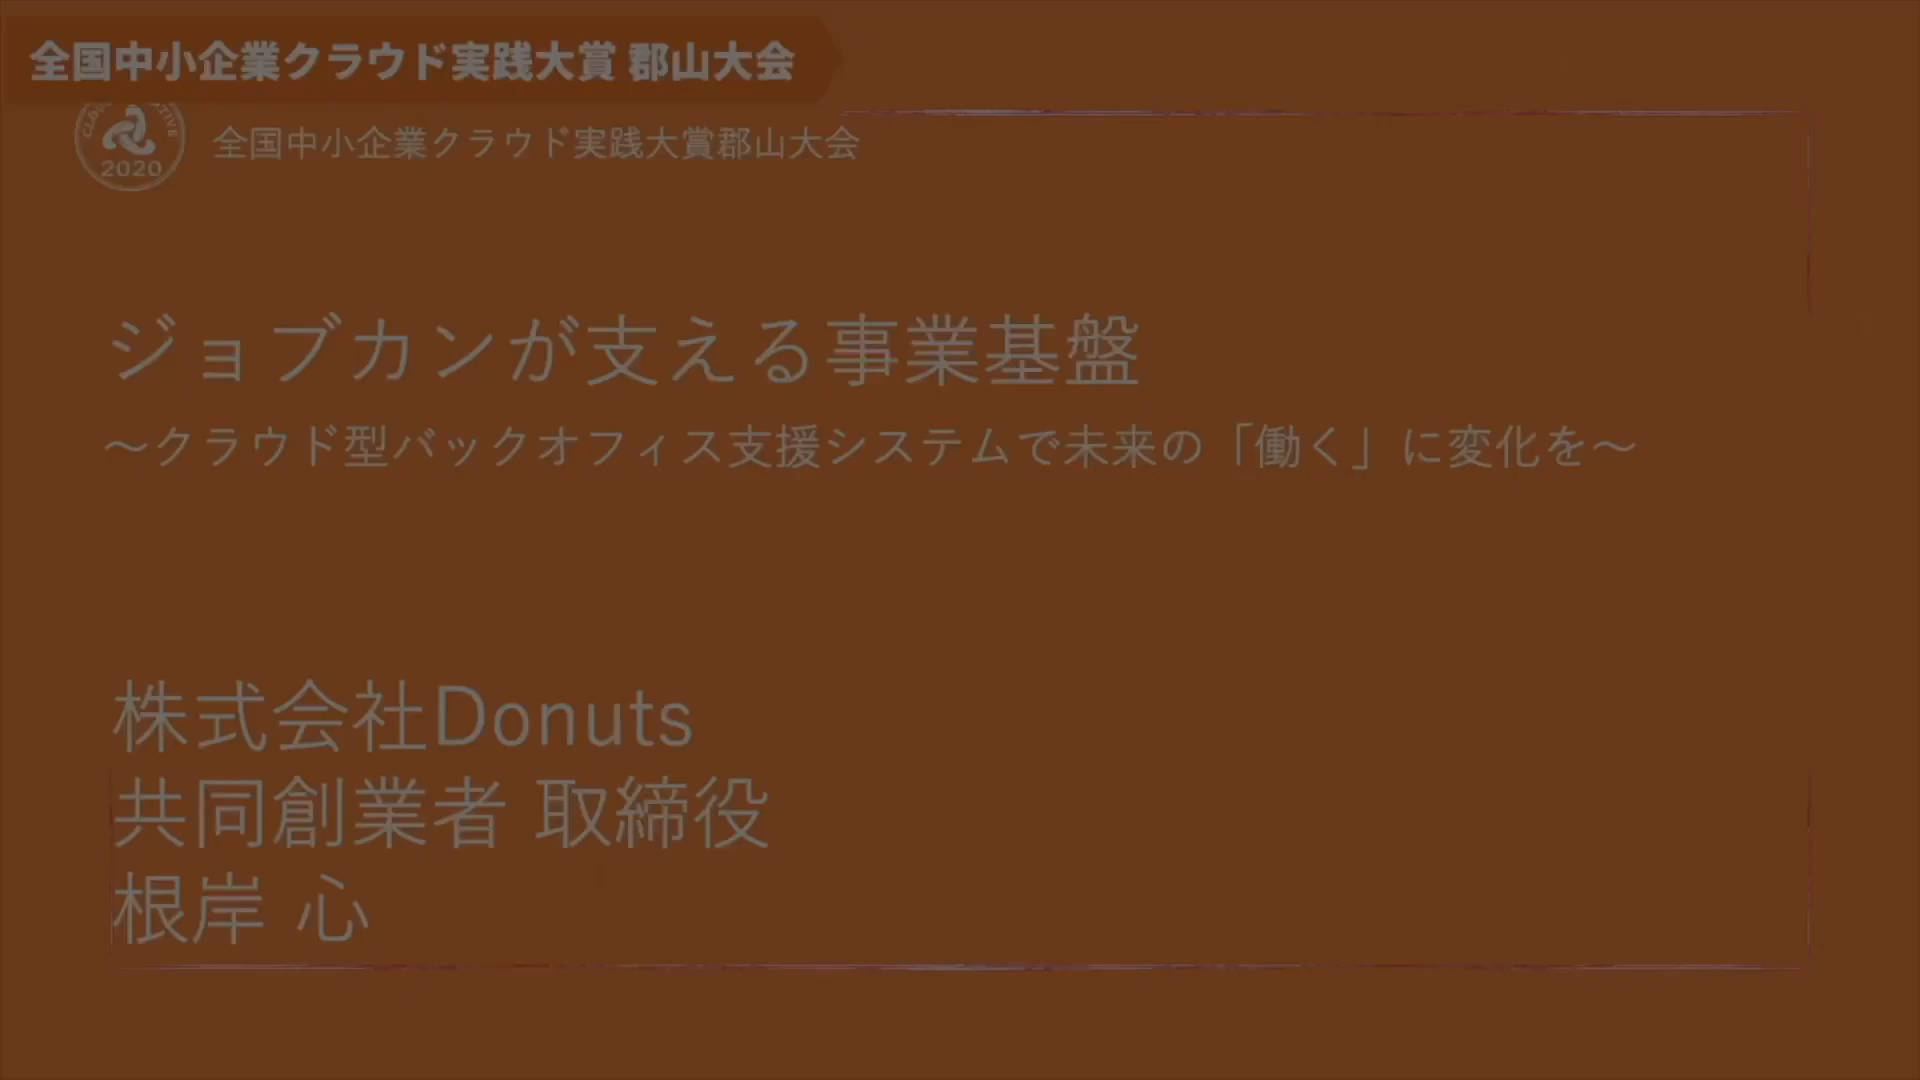 全国中小企業クラウド実践大賞 郡山大会
2020
全国中小企業クラウド実践大賞郡山大会
ジョブカンが支える事業基盤
〜クラウド型バックオフィス支援システムで未来の「働く」に変化を〜
株式会社Donuts
共同創業者 取締役
根岸 心